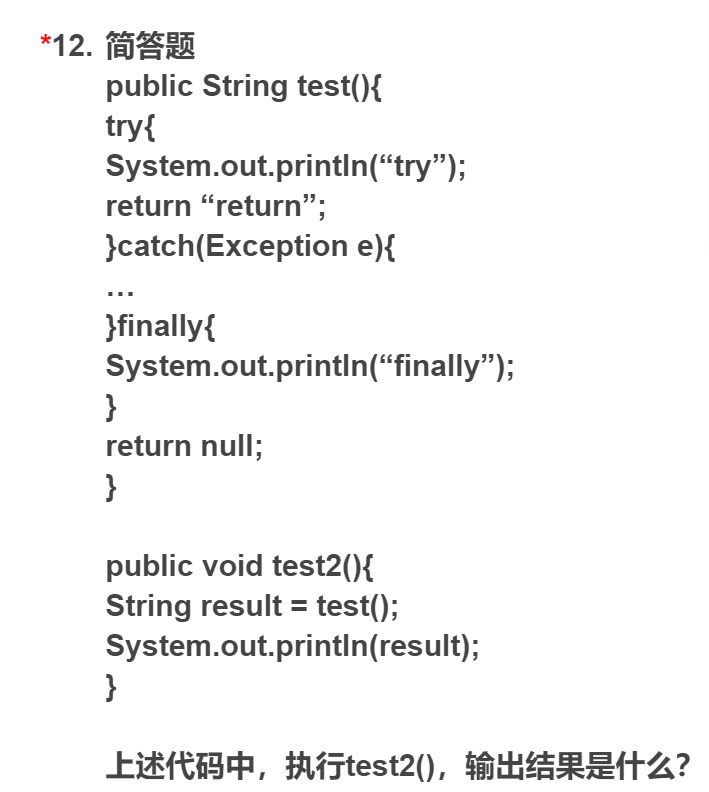 *12. 简答题
public String test(){
try{
System.out.println(“try”);
return “return”;
}catch(Exception e){
…
}finally{
System.out.println(“finally”);
}
return null;
}
public void test2(){
String result = test();
System.out.println(result);
}
上述代码中，执行test2()，输出结果是什么？